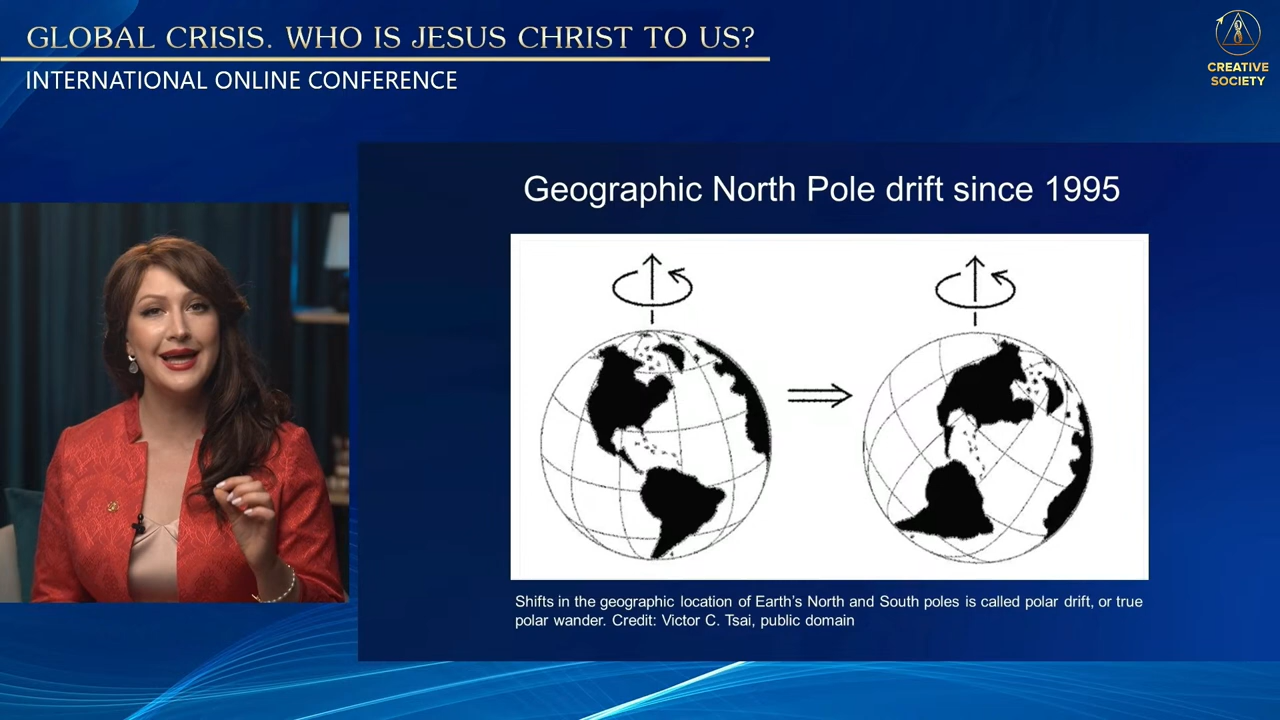 GLOBAL CRISIS. WHO IS JESUS CHRIST TO US?
INTERNATIONAL ONLINE CONFERENCE
CREATIVE
SOCIETY
Geographic North Pole drift since 1995
Shifts in the geographic location of Earth's North and South poles is called polar drift, or true
polar wander. Credit: Victor C. Tsai, public domain